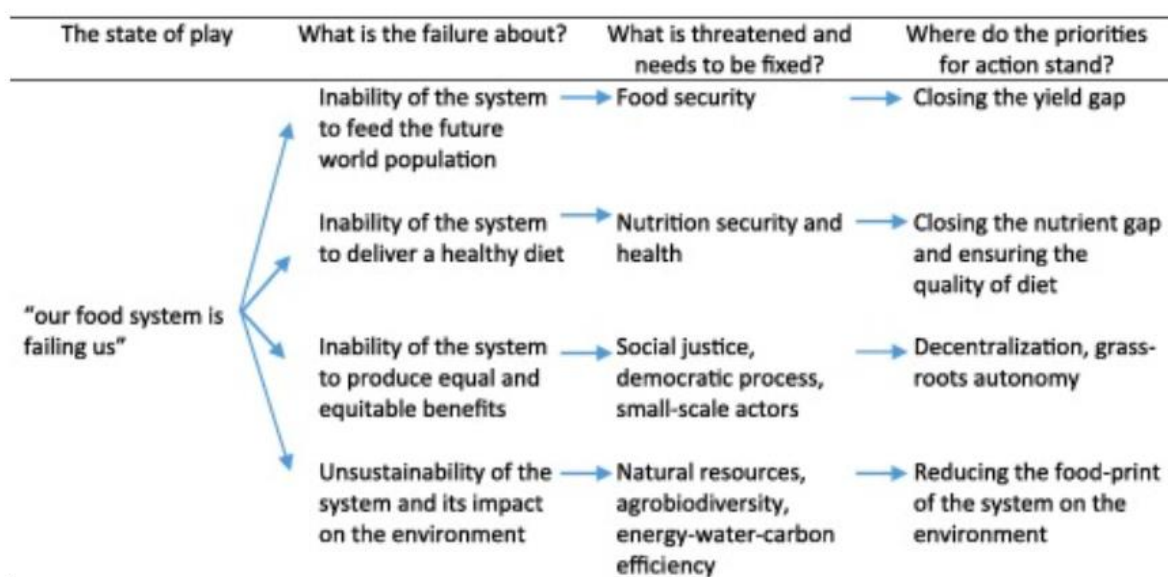 The state of play
What is the failure about?
What is threatened and
needs to be fixed?
Where do the priorities
for action stand?
"our food system is
failing us"
Inability of the system
to feed the future
world population
Food security
Closing the yield gap
Inability of the system
to deliver a healthy diet
Nutrition security and
health
Closing the nutrient gap
and ensuring the
quality of diet
Inability of the system
to produce equal and
equitable benefits
Social justice,
democratic process,
small-scale actors
Decentralization, grass-
roots autonomy
Unsustainability of the
system and its impact
on the environment
Natural resources,
agrobiodiversity,
energy-water-carbon
efficiency
Reducing the food-print
of the system on the
environment